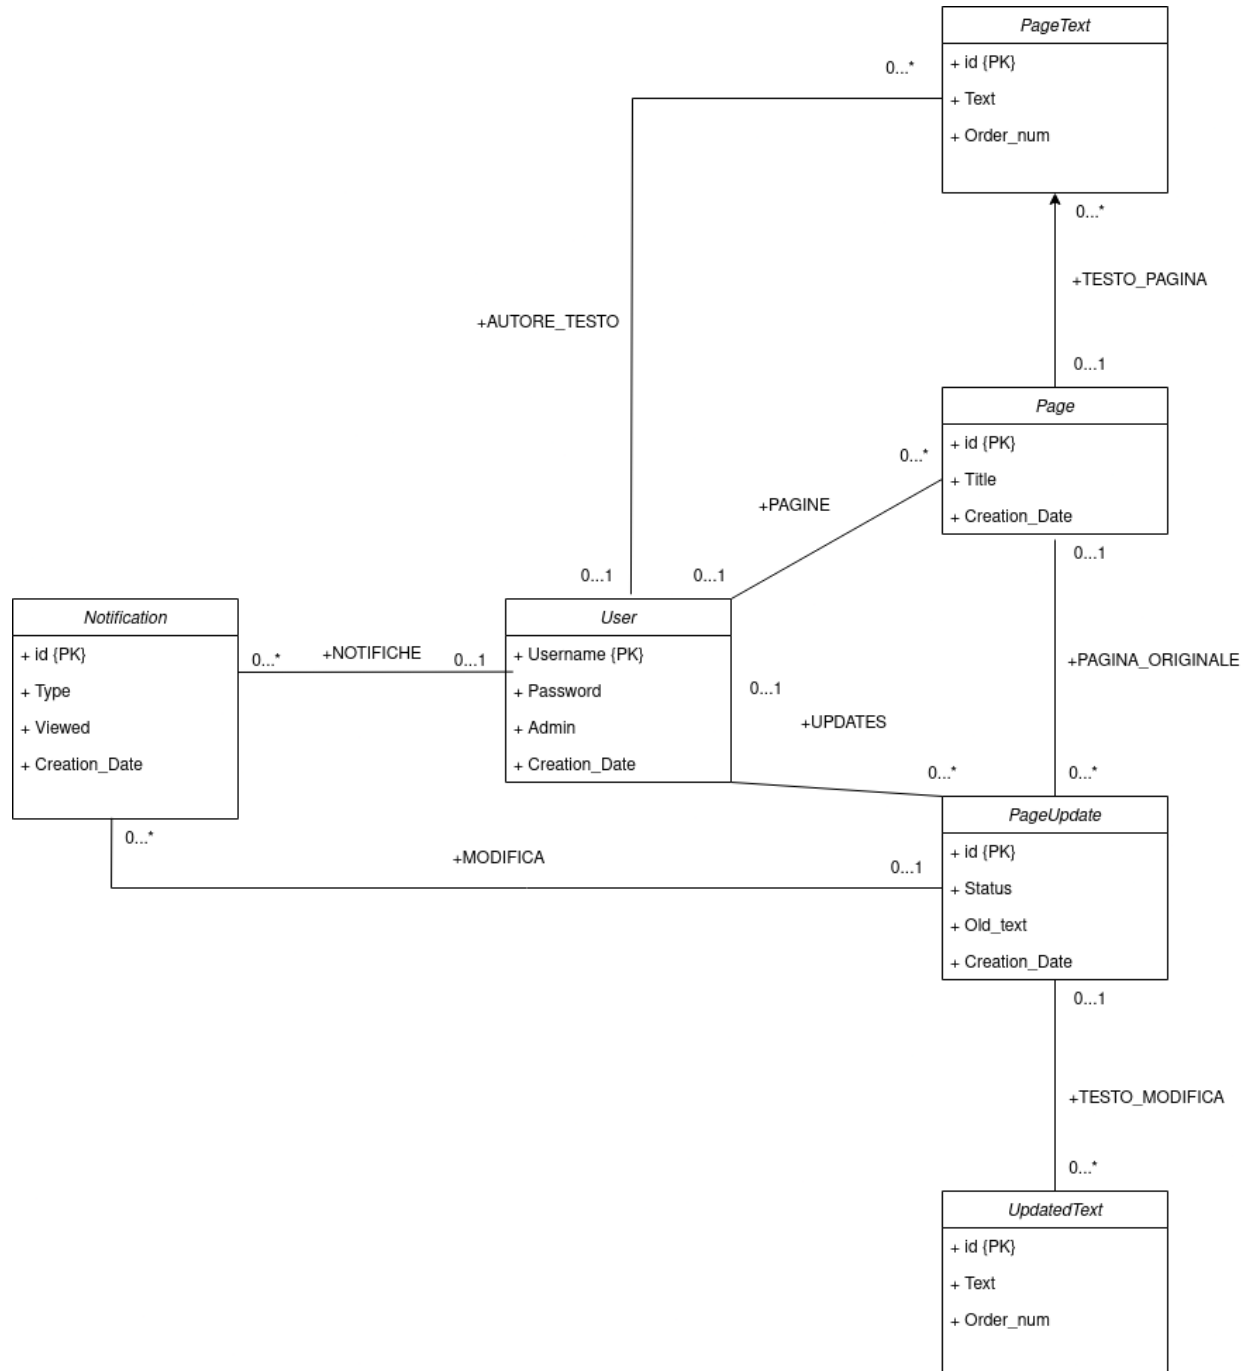 PageText
+ id {PK}
+ Text
+ Order_num
0...*
0...*
+TESTO_PAGINA
+AUTORE_TESTO
0...1
Page
+ id {PK}
+ Title
+ Creation_Date
0...*
+PAGINE
0...1
0...1
0...1
Notification
+ id {PK}
+ Type
+ Viewed
+ Creation_Date
0...*
+NOTIFICHE
0...1
User
+ Username {PK}
+ Password
+ Admin
+ Creation_Date
+PAGINA_ORIGINALE
0...1
+UPDATES
0...*
0...*
PageUpdate
+ id {PK}
+ Status
+ Old_text
+ Creation_Date
0...*
+MODIFICA
0...1
0...1
+TESTO_MODIFICA
0...*
UpdatedText
+ id {PK}
+ Text
+ Order_num